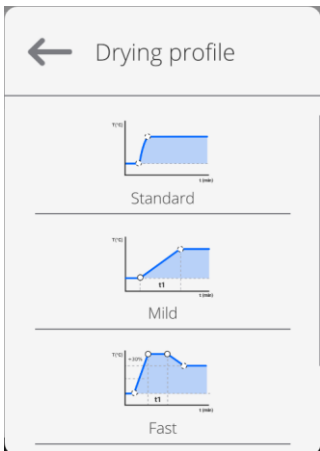 Drying profile
T(°C)
t (min)
Standard
T(°C)
t1
t (min)
Mild
T(°C)
+30%
t1
t (min)
Fast